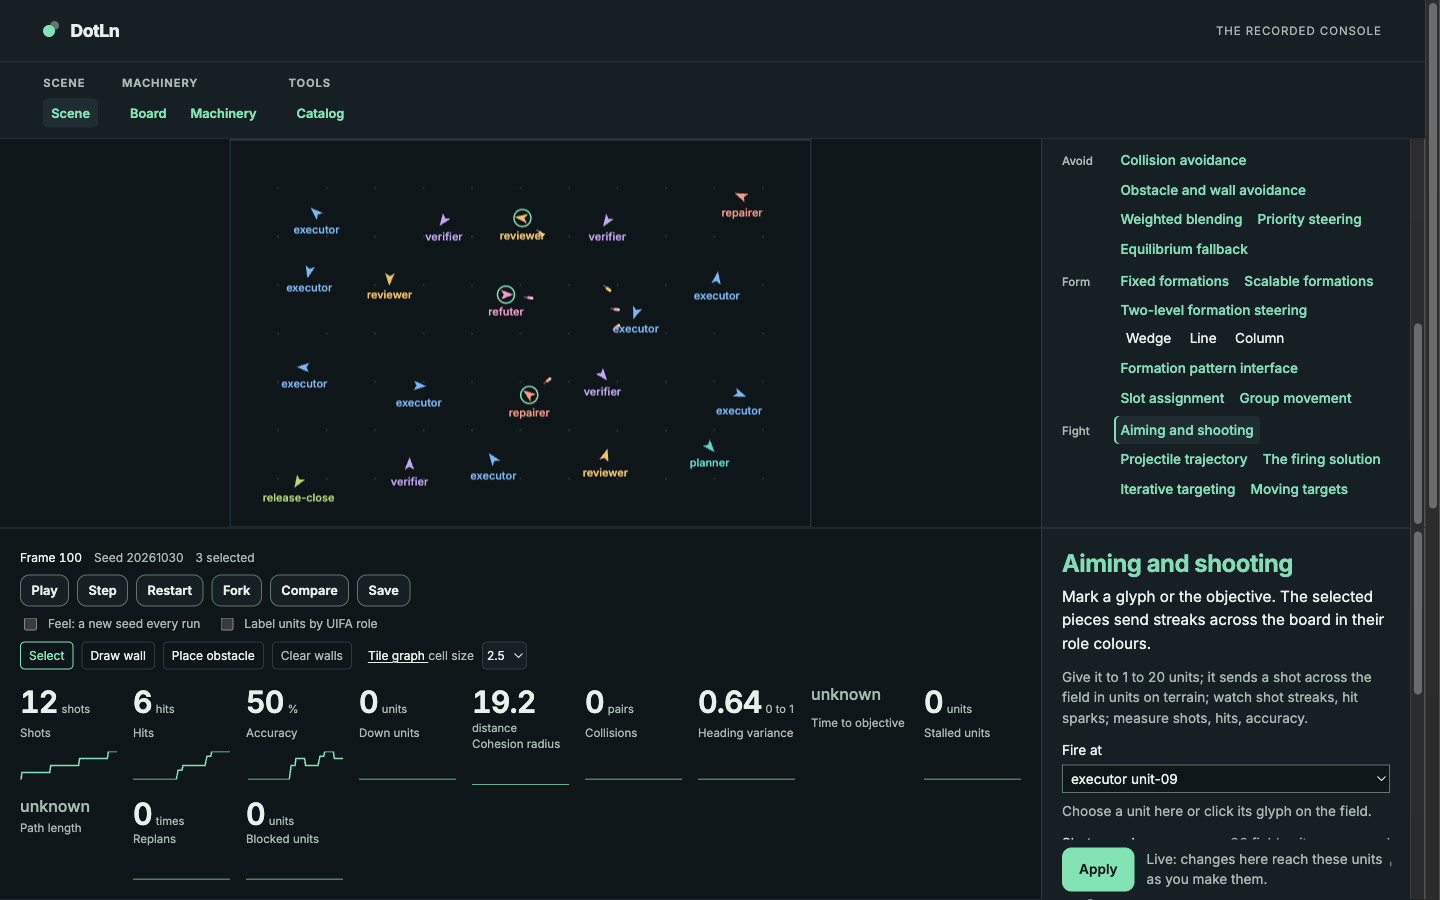 DotLn
THE RECORDED CONSOLE
SCENE
MACHINERY
TOOLS
Scene
Board
Machinery
Catalog
repairer
executor
verifier
reviewer
verifier
executor
reviewer
executor
refuter
executor
executor
executor
verifier
repairer
executor
planner
verifier
executor
reviewer
release-close
Avoid
Collision avoidance
Obstacle and wall avoidance
Weighted blending
Priority steering
Equilibrium fallback
Form
Fixed formations
Scalable formations
Two-level formation steering
Wedge
Line
Column
Formation pattern interface
Slot assignment
Group movement
Fight
Aiming and shooting
Projectile trajectory
The firing solution
Iterative targeting
Moving targets
Frame 100
Seed 20261030
3 selected
Play
Step
Restart
Fork
Compare
Save
Feel: a new seed every run
Label units by UIFA role
Select
Draw wall
Place obstacle
Clear walls
Tile graph cell size
2.5
12 shots
Shots
6 hits
Hits
50 %
Accuracy
0 units
Down units
19.2
distance
Cohesion radius
0 pairs
Collisions
0.64 0 to 1
Heading variance
unknown
Time to objective
0 units
Stalled units
unknown
Path length
0 times
Replans
0 units
Blocked units
Aiming and shooting
Mark a glyph or the objective. The selected
pieces send streaks across the board in their
role colours.
Give it to 1 to 20 units; it sends a shot across the
field in units on terrain; watch shot streaks, hit
sparks; measure shots, hits, accuracy.
Fire at
executor unit-09
Choose a unit here or click its glyph on the field.
Apply
Live: changes here reach these units
as you make them.